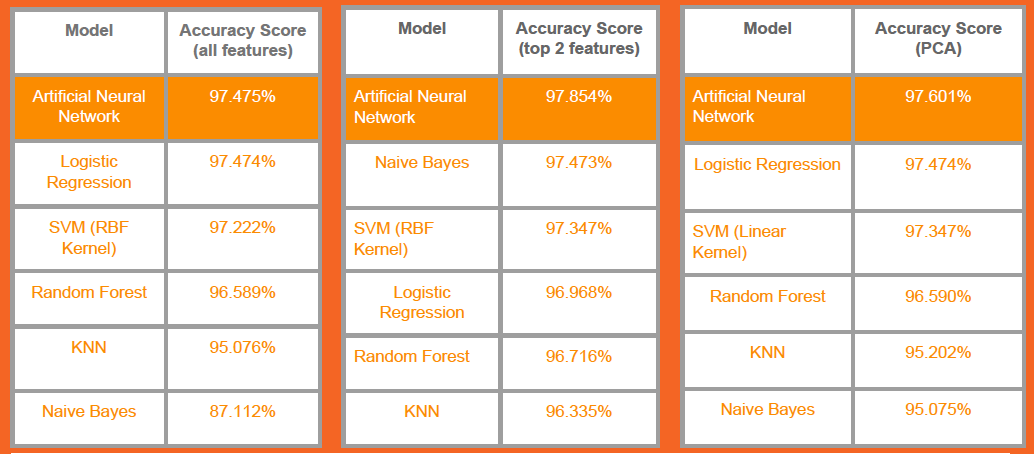 Model
Accuracy Score
(all features)
Artificial Neural
Network
97.475%
Logistic
Regression
97.474%
SVM (RBF
Kernel)
97.222%
Random Forest
96.589%
KNN
95.076%
Naive Bayes
87.112%
Model
Accuracy Score
(top 2 features)
Artificial Neural
Network
97.854%
Naive Bayes
97.473%
SVM (RBF
Kernel)
97.347%
Logistic
Regression
96.968%
Random Forest
96.716%
KNN
96.335%
Model
Accuracy Score
(PCA)
Artificial Neural
Network
97.601%
Logistic Regression
97.474%
SVM (Linear
Kernel)
97.347%
Random Forest
96.590%
KNN
95.202%
Naive Bayes
95.075%